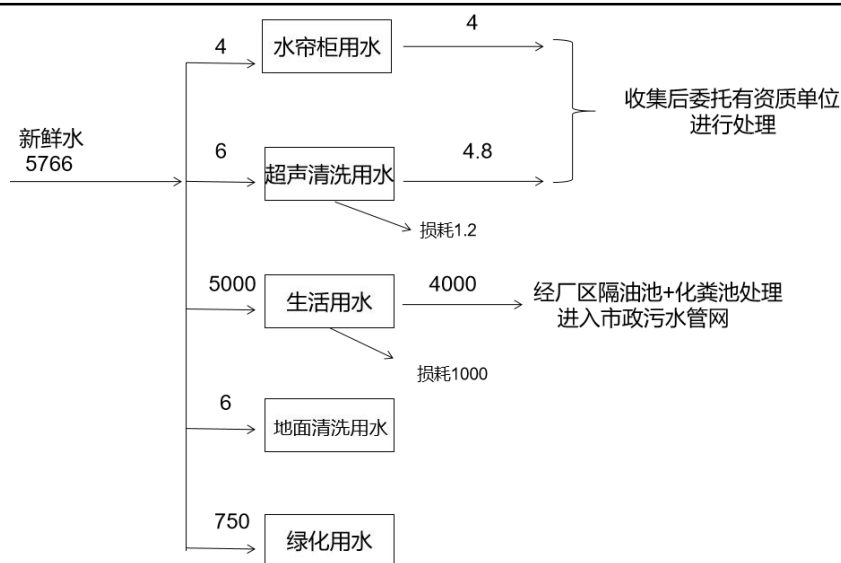 4
水帘柜用水
4
收集后委托有资质单位
进行处理
新鲜水
5766
6
超声清洗用水
4.8
损耗1.2
5000
生活用水
4000
经厂区隔油池+化粪池处理
进入市政污水管网
损耗1000
6
地面清洗用水
750
绿化用水